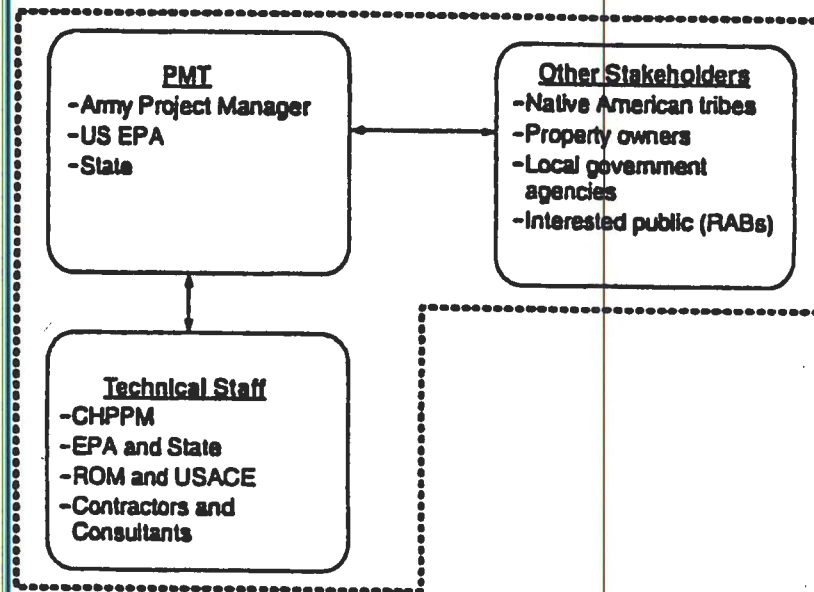 PMT
-Army Project Manager
-US EPA
-State
Other Stakeholders
-Native American tribes
-Property owners
-Local government
agencies
-Interested public (RABs)
Technical Staff
-CHPPM
-EPA and State
-ROM and USACE
-Contractors and
Consultants